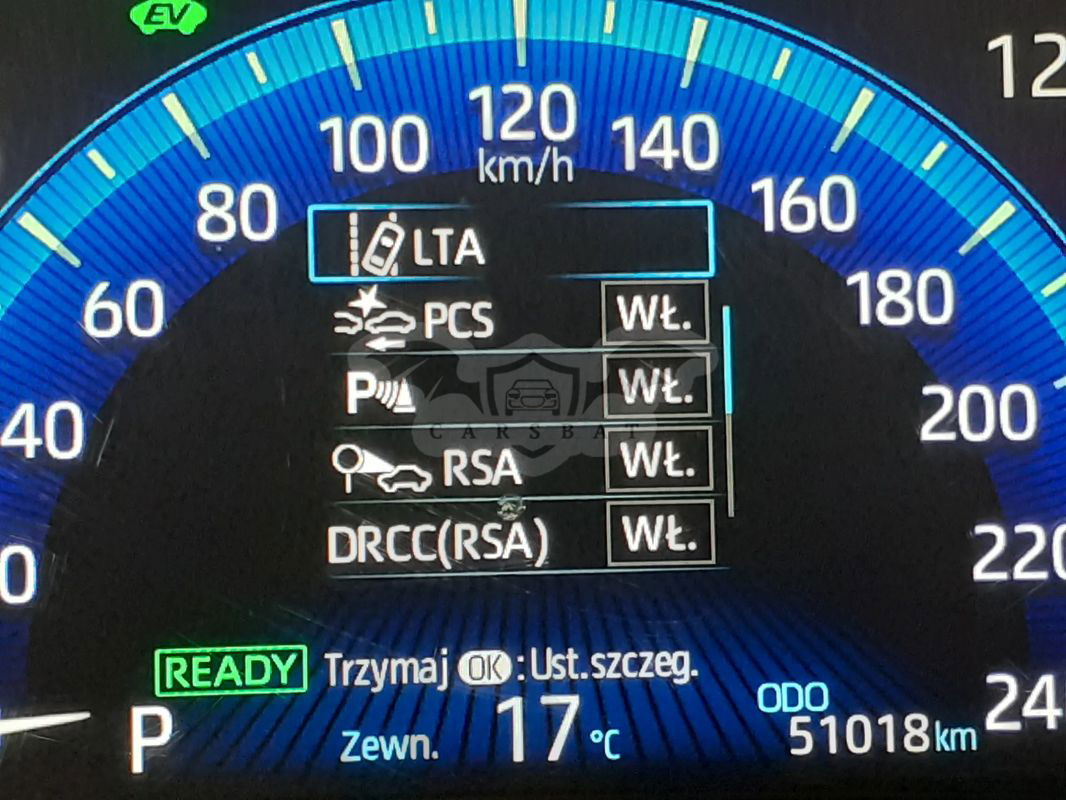 EV
12
120
100
140
km/h
80
160
60
180
40
200
220
LTA
PCS WŁ.
P WŁ.
CARSBAT
RSA WŁ.
DRCC(RSA) WŁ.
READY Trzymaj OK : Ust. szczeg.
P Zewn. 17 °C
ODO
51018 km